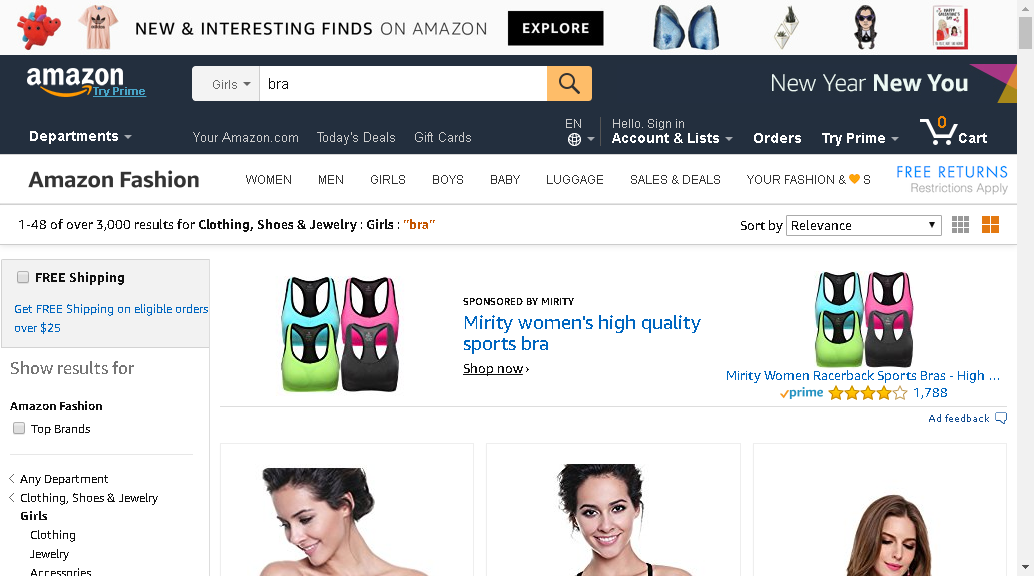 NEW & INTERESTING FINDS ON AMAZON
EXPLORE
amazon
Try Prime
Girls
bra
New Year New You
Departments
Your Amazon.com
Today's Deals
Gift Cards
EN
Hello. Sign in
Account & Lists
Orders
Try Prime
0
Cart
Amazon Fashion
WOMEN
MEN
GIRLS
BOYS
BABY
LUGGAGE
SALES & DEALS
YOUR FASHION & S
FREE RETURNS
Restrictions Apply
1-48 of over 3,000 results for Clothing, Shoes & Jewelry : Girls : "bra"
Sort by
Relevance
FREE Shipping
Get FREE Shipping on eligible orders
over $25
Show results for
Amazon Fashion
Top Brands
Any Department
Clothing, Shoes & Jewelry
Girls
Clothing
Jewelry
Accessories
SPONSORED BY MIRITY
Mirity women's high quality
sports bra
Shop now ›
Mirity Women Racerback Sports Bras - High ...
prime
1,788
Ad feedback